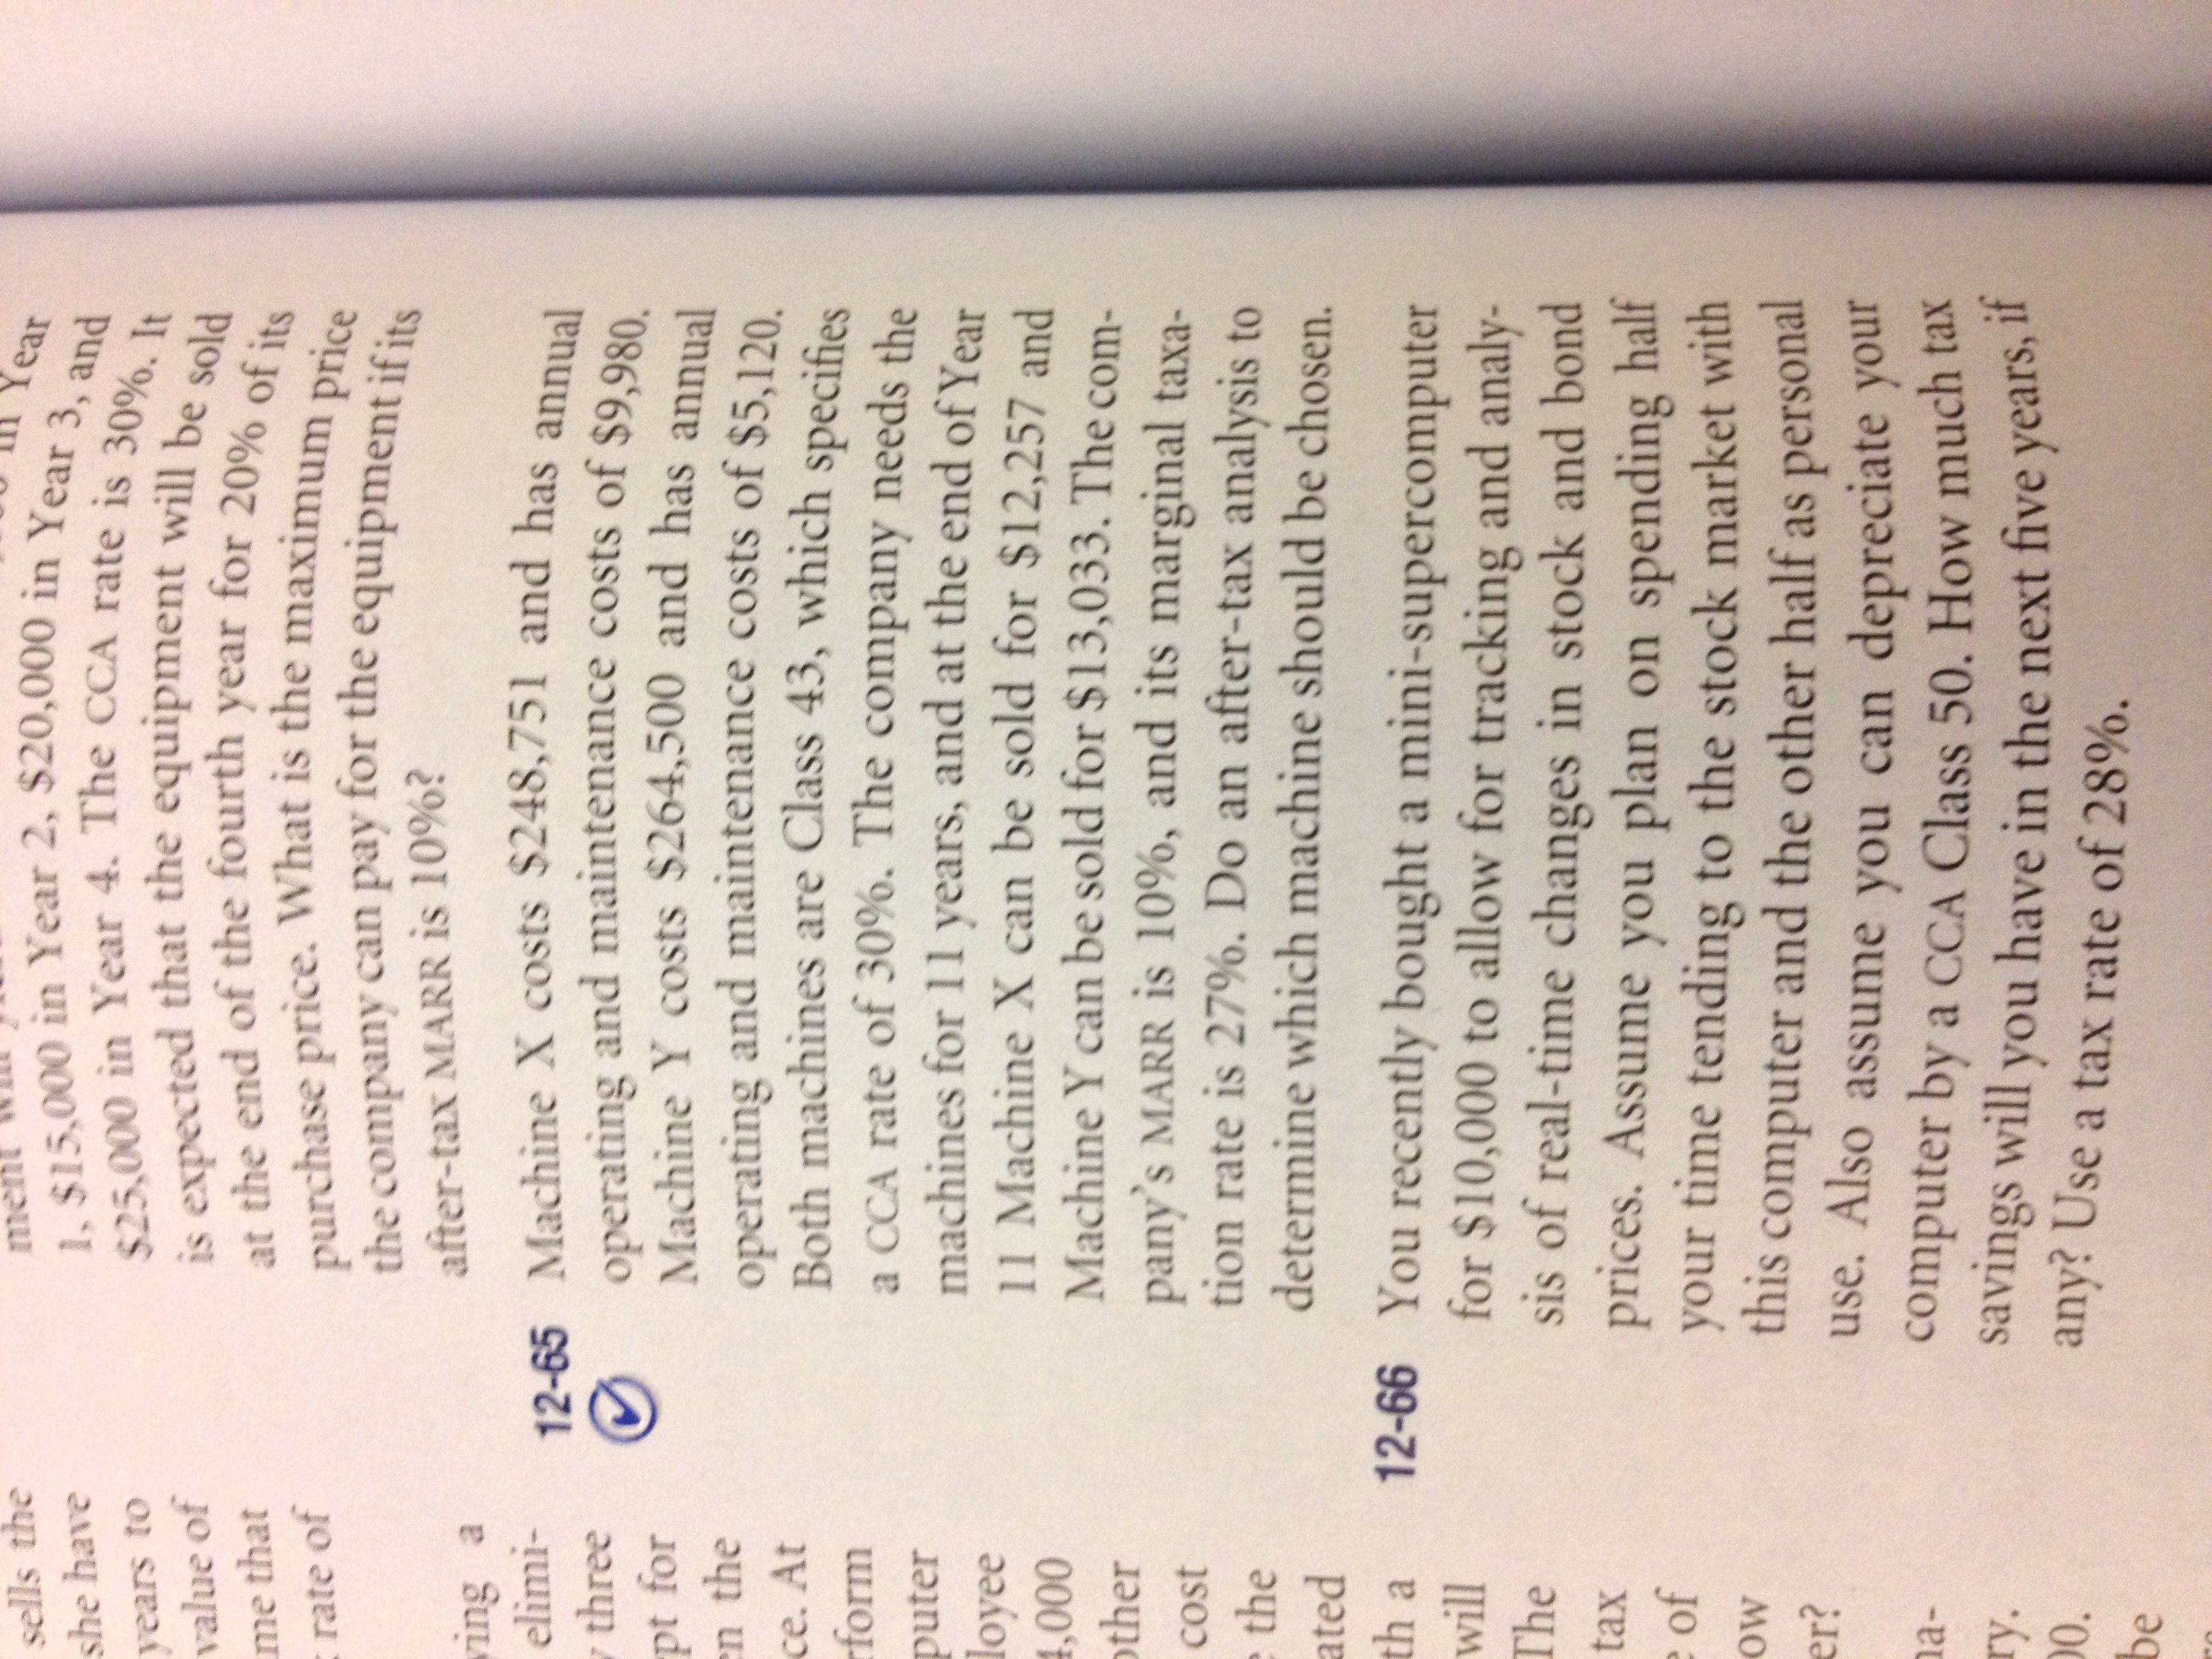 sells the
she have
years to
value of
me that
rate of
ving a
elimi-
three
pt for
en the
ce. At
rform
puter
loyee
4,000
other
cost
the
ated
th a
will
The
tax
of
ow
er?
na-
ry.
00.
be
in Year
1, $15,000 in Year 2, $20,000 in Year 3, and
$25,000 in Year 4. The CCA rate is 30%. It
is expected that the equipment will be sold
at the end of the fourth year for 20% of its
purchase price. What is the maximum price
the company can pay for the equipment if its
after-tax MARR is 10%?
12-65 Machine X costs $248,751 and has annual
operating and maintenance costs of $9,980.
Machine Y costs $264,500 and has annual
operating and maintenance costs of $5,120.
Both machines are Class 43, which specifies
a CCA rate of 30%. The company needs the
machines for 11 years, and at the end of Year
11 Machine X can be sold for $12,257 and
Machine Y can be sold for $13,033. The com-
pany's MARR is 10%, and its marginal taxa-
tion rate is 27%. Do an after-tax analysis to
determine which machine should be chosen.
12-66 You recently bought a mini-supercomputer
for $10,000 to allow for tracking and analy-
sis of real-time changes in stock and bond
prices. Assume you plan on spending half
your time tending to the stock market with
this computer and the other half as personal
use. Also assume you can depreciate your
computer by a CCA Class 50. How much tax
savings will you have in the next five years, if
any? Use a tax rate of 28%.